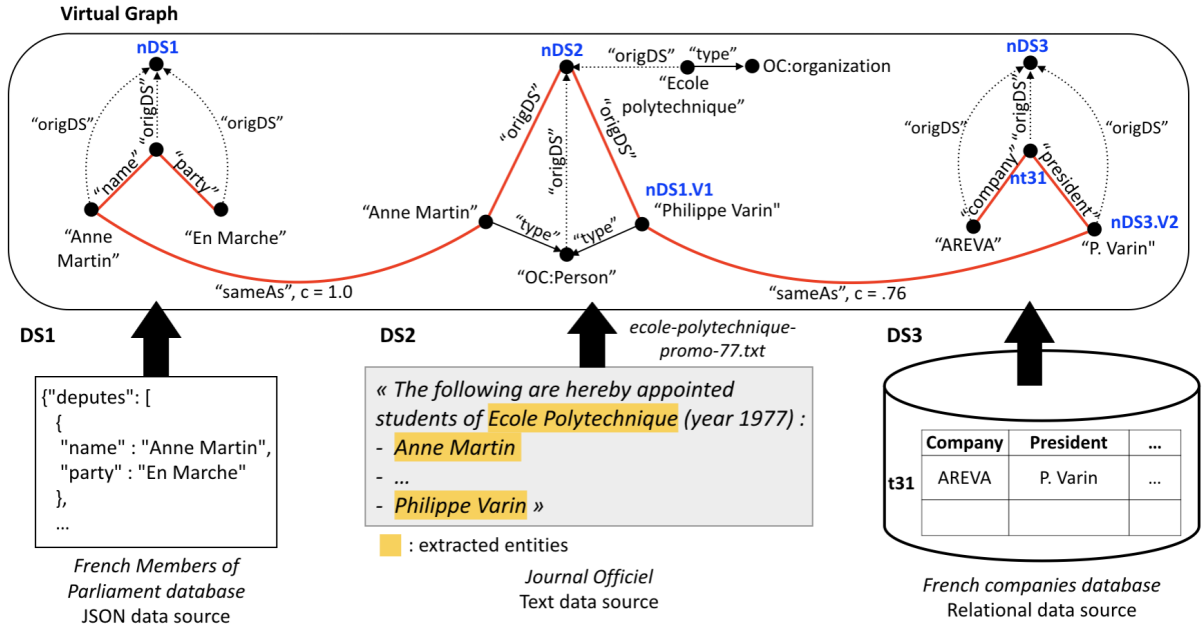 Virtual Graph
nDS1
"origDS"
"origDS"
"origDS"
"name"
"party"
"Anne
Martin"
"En Marche"
nDS2
"origDS"
"type"
OC:organization
"Ecole
polytechnique"
"origDS"
"origDS"
"origDS"
nDS1.V1
"Anne Martin"
"Philippe Varin"
"type"
"type"
"OC:Person"
nDS3
"origDS"
"origDS"
"origDS"
"company"
"president"
nt31
nDS3.V2
"AREVA"
"P. Varin"
"sameAs", c = 1.0
"sameAs", c = .76
DS1
{"deputes": [
{
"name" : "Anne Martin",
"party" : "En Marche"
},
...
French Members of
Parliament database
JSON data source
DS2
ecole-polytechnique-
promo-77.txt
« The following are hereby appointed
students of Ecole Polytechnique (year 1977) :
- Anne Martin
- ...
- Philippe Varin »
: extracted entities
Journal Officiel
Text data source
DS3
t31
Company President ...
AREVA P. Varin ...
French companies database
Relational data source